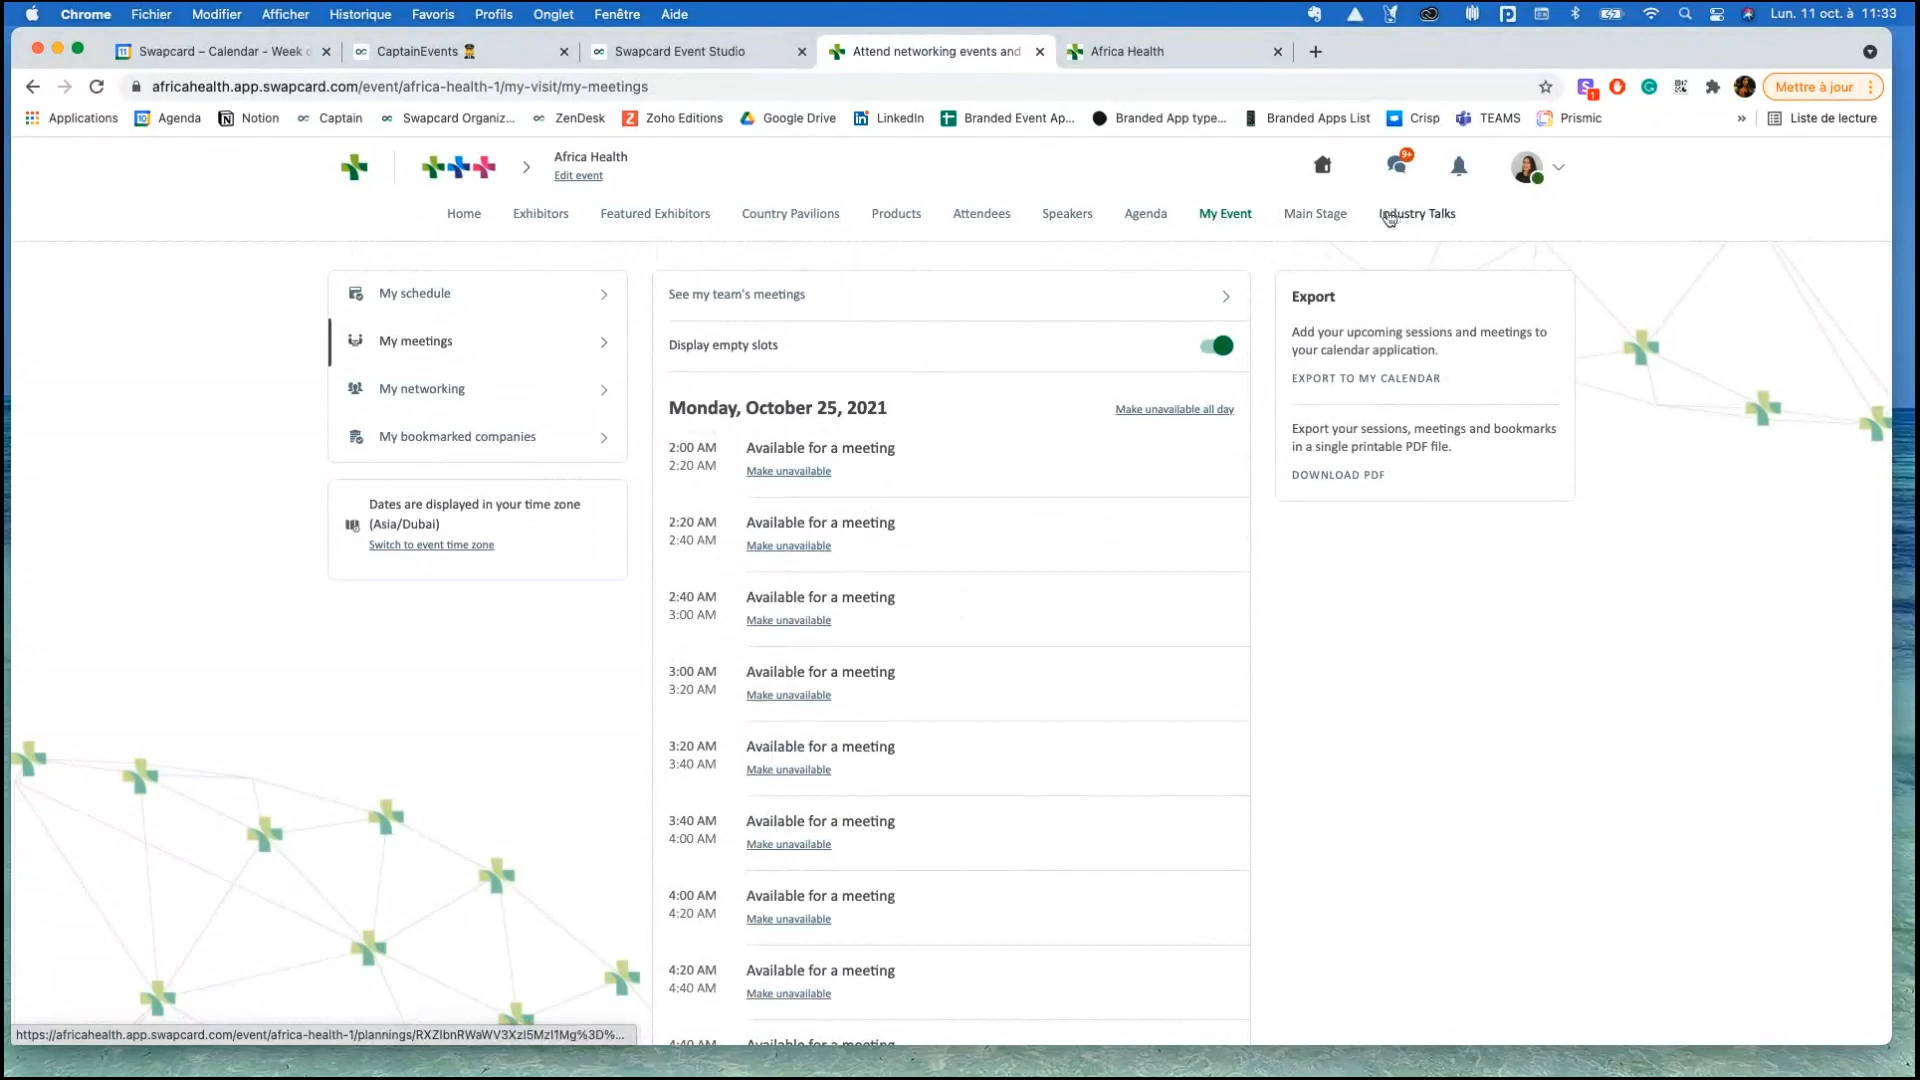 Chrome Fichier Modifier Afficher Historique Favoris Profils Onglet Fenêtre Aide Lun. 11 oct. à 11:33
Swapcard – Calendar - Week CaptainEvents Swapcard Event Studio Attend networking events and Africa Health
africahealth.app.swapcard.com/event/africa-health-1/my-visit/my-meetings Mettre à jour
Applications Agenda Notion Captain Swapcard Organiz... ZenDesk Zoho Editions Google Drive LinkedIn Branded Event Ap... Branded App type... Branded Apps List Crisp TEAMS Prismic » Liste de lecture
Africa Health
Edit event
9+
Home Exhibitors Featured Exhibitors Country Pavilions Products Attendees Speakers Agenda My Event Main Stage Industry Talks
My schedule
My meetings
My networking
My bookmarked companies
Dates are displayed in your time zone
(Asia/Dubai)
Switch to event time zone
See my team's meetings
Display empty slots
Monday, October 25, 2021 Make unavailable all day
2:00 AM Available for a meeting
2:20 AM Make unavailable
2:20 AM Available for a meeting
2:40 AM Make unavailable
2:40 AM Available for a meeting
3:00 AM Make unavailable
3:00 AM Available for a meeting
3:20 AM Make unavailable
3:20 AM Available for a meeting
3:40 AM Make unavailable
3:40 AM Available for a meeting
4:00 AM Make unavailable
4:00 AM Available for a meeting
4:20 AM Make unavailable
4:20 AM Available for a meeting
4:40 AM Make unavailable
4:40 AM Available for a meeting
Export
Add your upcoming sessions and meetings to
your calendar application.
EXPORT TO MY CALENDAR
Export your sessions, meetings and bookmarks
in a single printable PDF file.
DOWNLOAD PDF